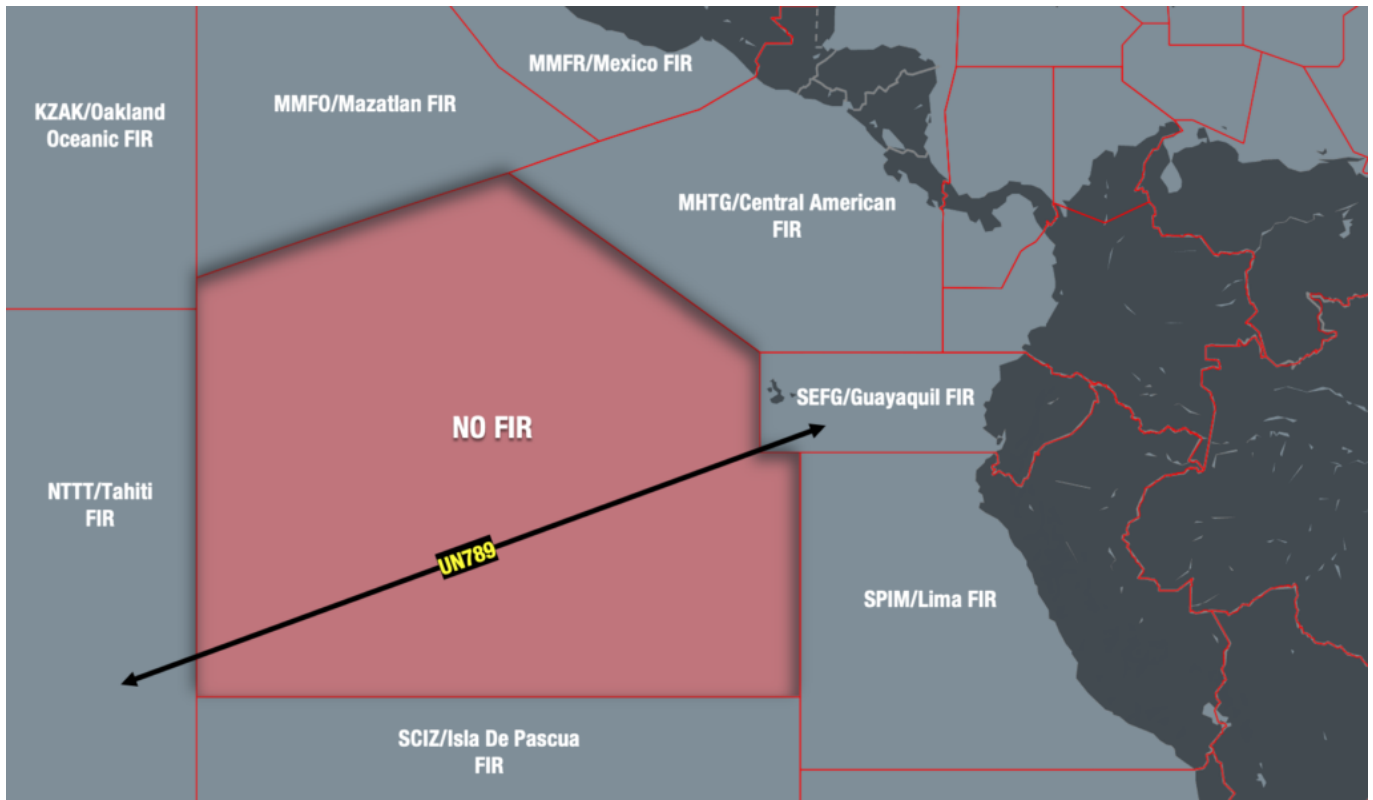 MMFR/Mexico FIR
MMFO/Mazatlan FIR
KZAK/Oakland
Oceanic FIR
MHTG/Central American
FIR
SEFG/Guayaquil FIR
NO FIR
NTTT/Tahiti
FIR
UN789
SPIM/Lima FIR
SCIZ/Isla De Pascua
FIR